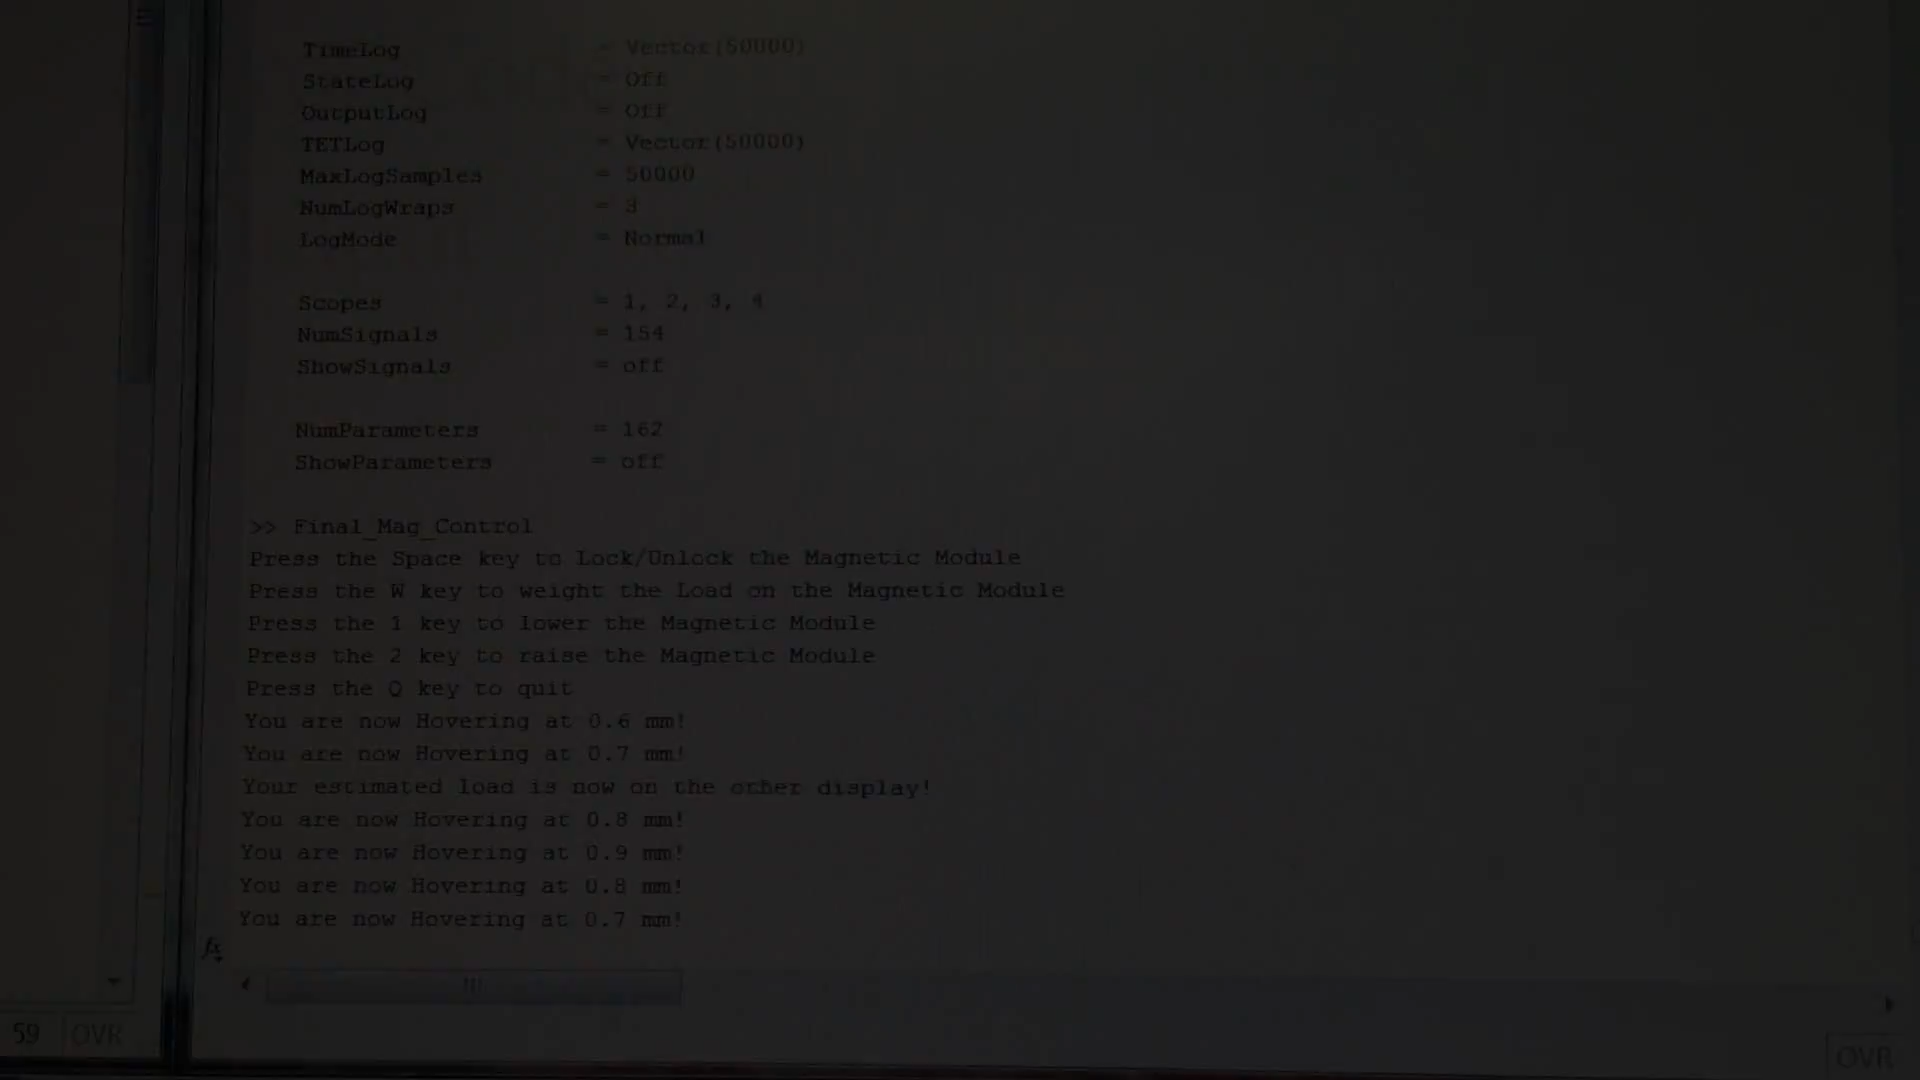 TimeLog = Vector(50000)
StateLog = Off
OutputLog = Off
TETLog = Vector(50000)
MaxLogSamples = 50000
NumLogWraps = 3
LogMode = Normal
Scopes = 1, 2, 3, 4
NumSignals = 154
ShowSignals = off
NumParameters = 162
ShowParameters = off
>> Final_Mag_Control
Press the Space key to Lock/Unlock the Magnetic Module
Press the W key to weight the Load on the Magnetic Module
Press the 1 key to lower the Magnetic Module
Press the 2 key to raise the Magnetic Module
Press the Q key to quit
You are now Hovering at 0.6 mm!
You are now Hovering at 0.7 mm!
Your estimated load is now on the other display!
You are now Hovering at 0.8 mm!
You are now Hovering at 0.9 mm!
You are now Hovering at 0.8 mm!
You are now Hovering at 0.7 mm!
fx
59 OVR
OVR